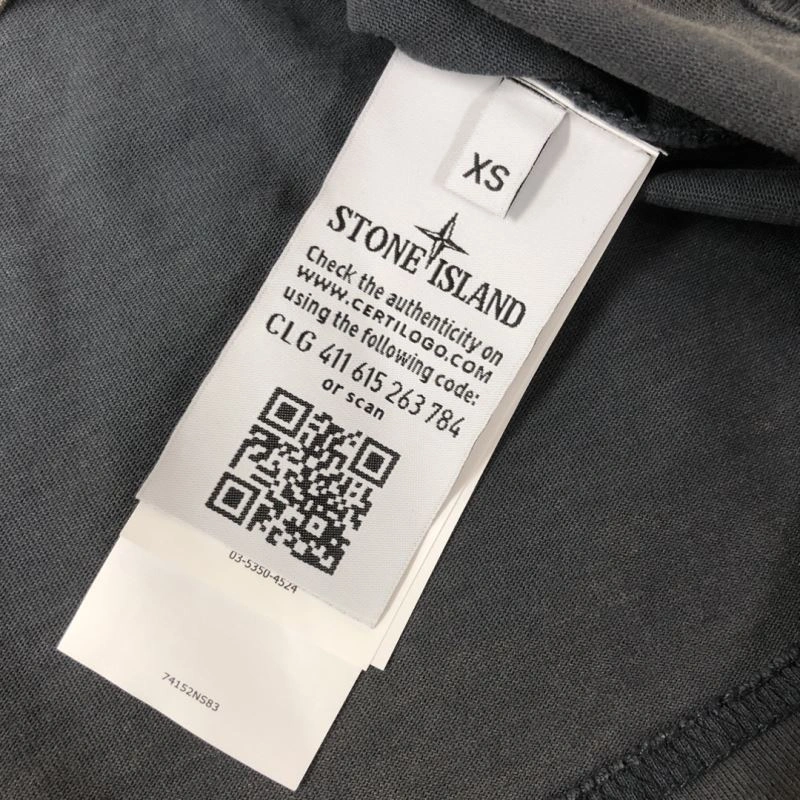 XS
STONE ISLAND
Check the authenticity on
WWW.CERTILOGO.COM
using the following code:
CLG 411 615 263 784
or scan
03-5350-4524
74152NS83